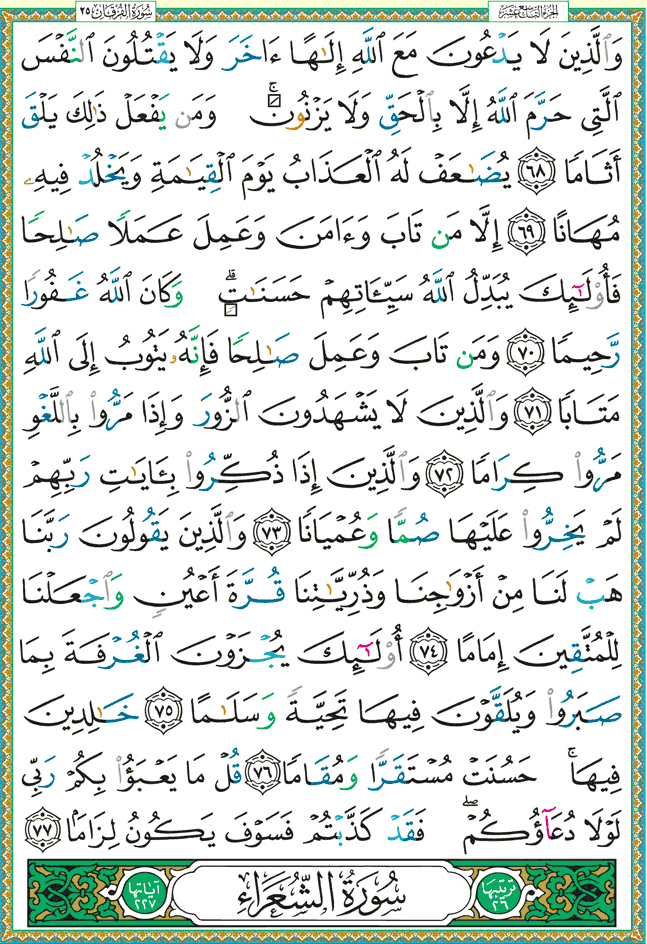 سُورَةُ الفُرْقَان ٢٥
الجزء التاسع عشر
وَٱلَّذِينَ لَا يَدْعُونَ مَعَ ٱللَّهِ إِلَـٰهًا ءَاخَرَ وَلَا يَقْتُلُونَ ٱلنَّفْسَ
ٱلَّتِى حَرَّمَ ٱللَّهُ إِلَّا بِٱلْحَقِّ وَلَا يَزْنُونَ ۚ وَمَن يَفْعَلْ ذَٰلِكَ يَلْقَ
أَثَامًا ٦٨ يُضَـٰعَفْ لَهُ ٱلْعَذَابُ يَوْمَ ٱلْقِيَـٰمَةِ وَيَخْلُدْ فِيهِۦ
مُهَانًا ٦٩ إِلَّا مَن تَابَ وَءَامَنَ وَعَمِلَ عَمَلًا صَـٰلِحًا
فَأُو۟لَـٰٓئِكَ يُبَدِّلُ ٱللَّهُ سَيِّـَٔاتِهِمْ حَسَنَـٰتٍ ۗ وَكَانَ ٱللَّهُ غَفُورًا
رَّحِيمًا ٧٠ وَمَن تَابَ وَعَمِلَ صَـٰلِحًا فَإِنَّهُۥ يَتُوبُ إِلَى ٱللَّهِ
مَتَابًا ٧١ وَٱلَّذِينَ لَا يَشْهَدُونَ ٱلزُّورَ وَإِذَا مَرُّوا۟ بِٱللَّغْوِ
مَرُّوا۟ كِرَامًا ٧٢ وَٱلَّذِينَ إِذَا ذُكِّرُوا۟ بِـَٔايَـٰتِ رَبِّهِمْ
لَمْ يَخِرُّوا۟ عَلَيْهَا صُمًّا وَعُمْيَانًا ٧٣ وَٱلَّذِينَ يَقُولُونَ رَبَّنَا
هَبْ لَنَا مِنْ أَزْوَٰجِنَا وَذُرِّيَّـٰتِنَا قُرَّةَ أَعْيُنٍ وَٱجْعَلْنَا
لِلْمُتَّقِينَ إِمَامًا ٧٤ أُو۟لَـٰٓئِكَ يُجْزَوْنَ ٱلْغُرْفَةَ بِمَا
صَبَرُوا۟ وَيُلَقَّوْنَ فِيهَا تَحِيَّةً وَسَلَـٰمًا ٧٥ خَـٰلِدِينَ
فِيهَا ۚ حَسُنَتْ مُسْتَقَرًّا وَمُقَامًا ٧٦ قُلْ مَا يَعْبَؤُا۟ بِكُمْ رَبِّى
لَوْلَا دُعَآؤُكُمْ ۖ فَقَدْ كَذَّبْتُمْ فَسَوْفَ يَكُونُ لِزَامًۢا ٧٧
ترتيبها ٢٦ سُورَةُ الشُّعَرَاءِ آياتها ٢٢٧